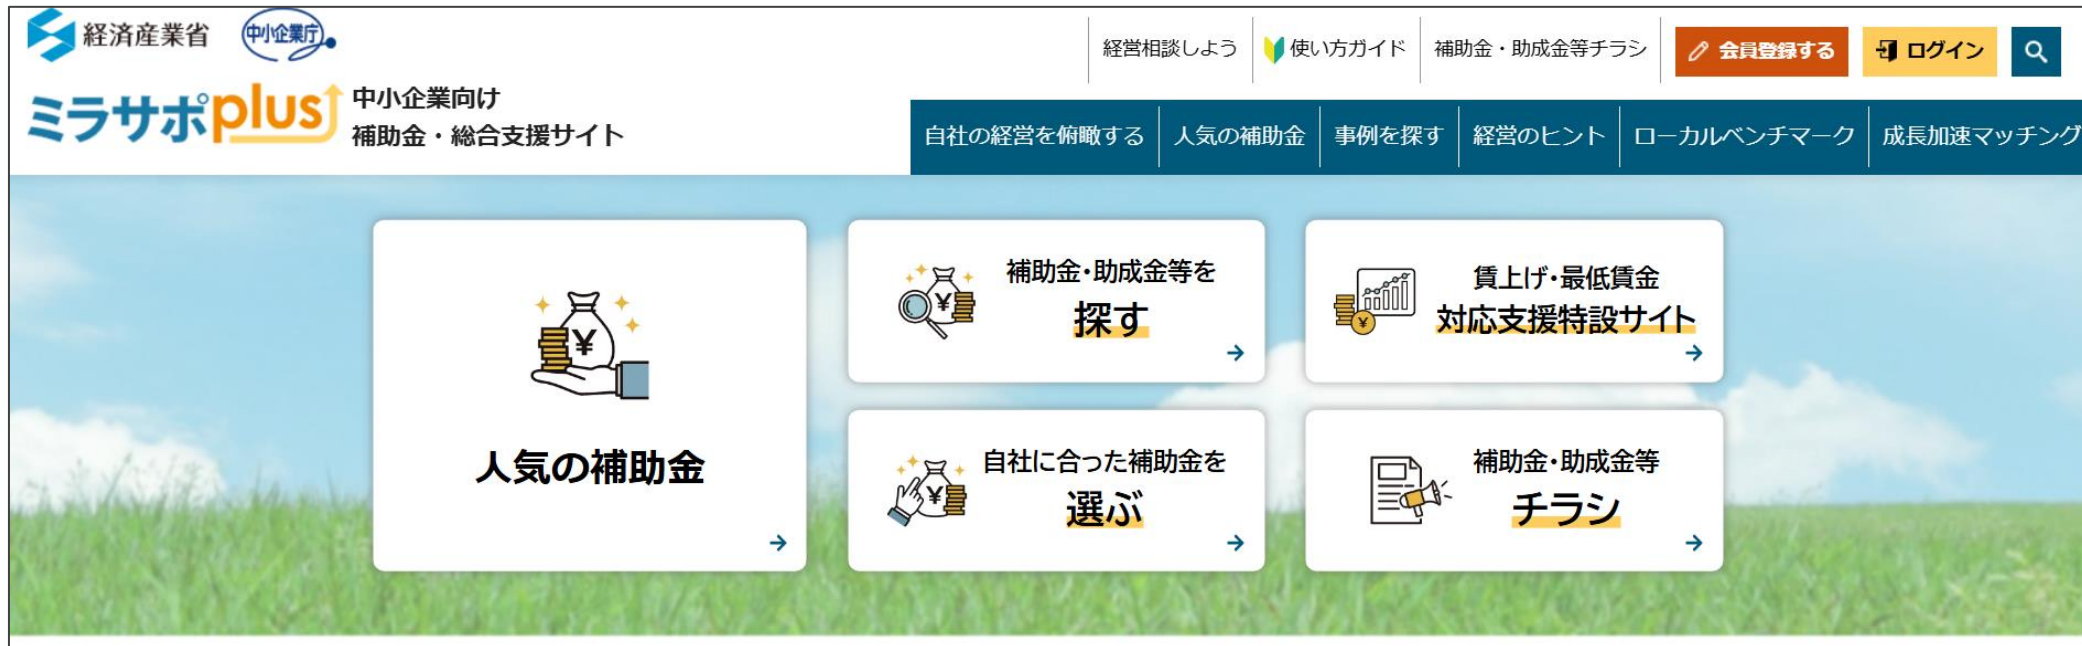 経済産業省
中小企業庁
経営相談しよう
使い方ガイド
補助金・助成金等チラシ
会員登録する
ログイン
ミラサポplus
中小企業向け
補助金・総合支援サイト
自社の経営を俯瞰する
人気の補助金
事例を探す
経営のヒント
ローカルベンチマーク
成長加速マッチング
人気の補助金
補助金・助成金等を
探す
賃上げ・最低賃金
対応支援特設サイト
自社に合った補助金を
選ぶ
補助金・助成金等
チラシ